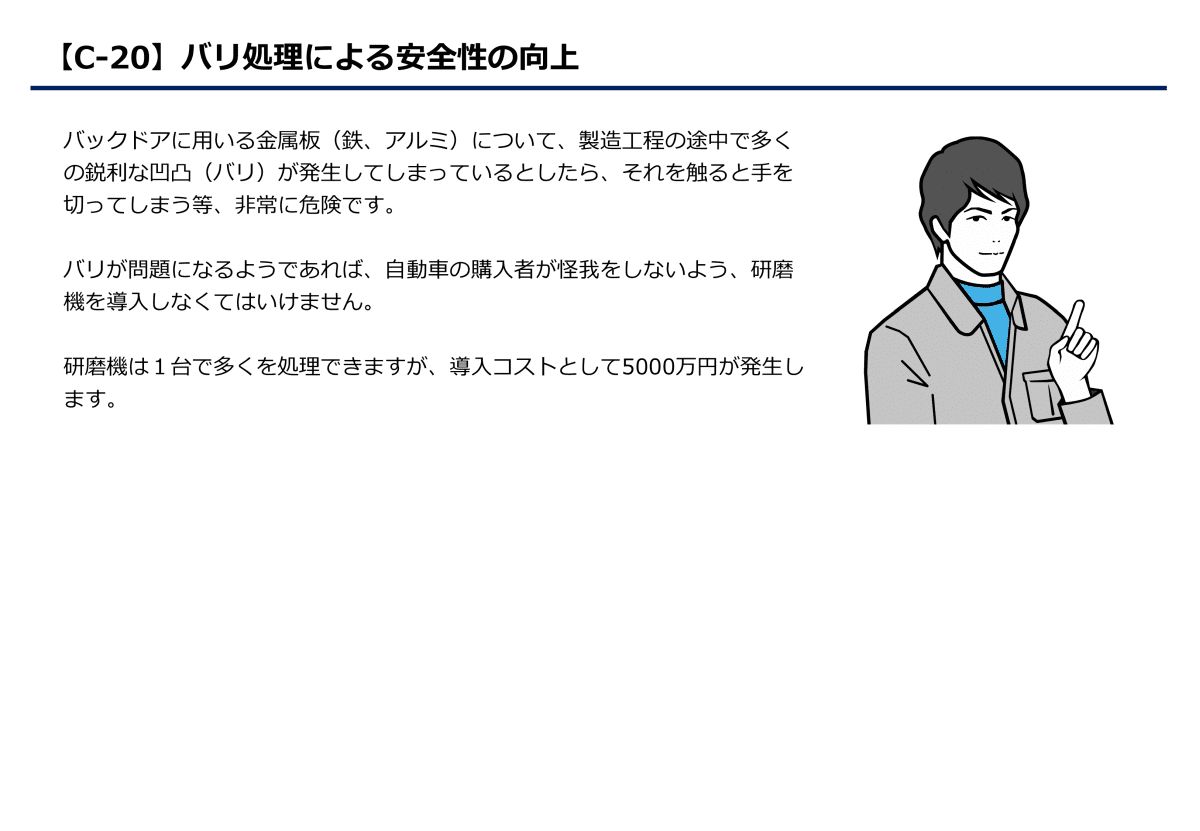 【C-20】バリ処理による安全性の向上
バックドアに用いる金属板（鉄、アルミ）について、製造工程の途中で多く
の鋭利な凹凸（バリ）が発生してしまっているとしたら、それを触ると手を
切ってしまう等、非常に危険です。
バリが問題になるようであれば、自動車の購入者が怪我をしないよう、研磨
機を導入しなくてはいけません。
研磨機は１台で多くを処理できますが、導入コストとして5000万円が発生し
ます。